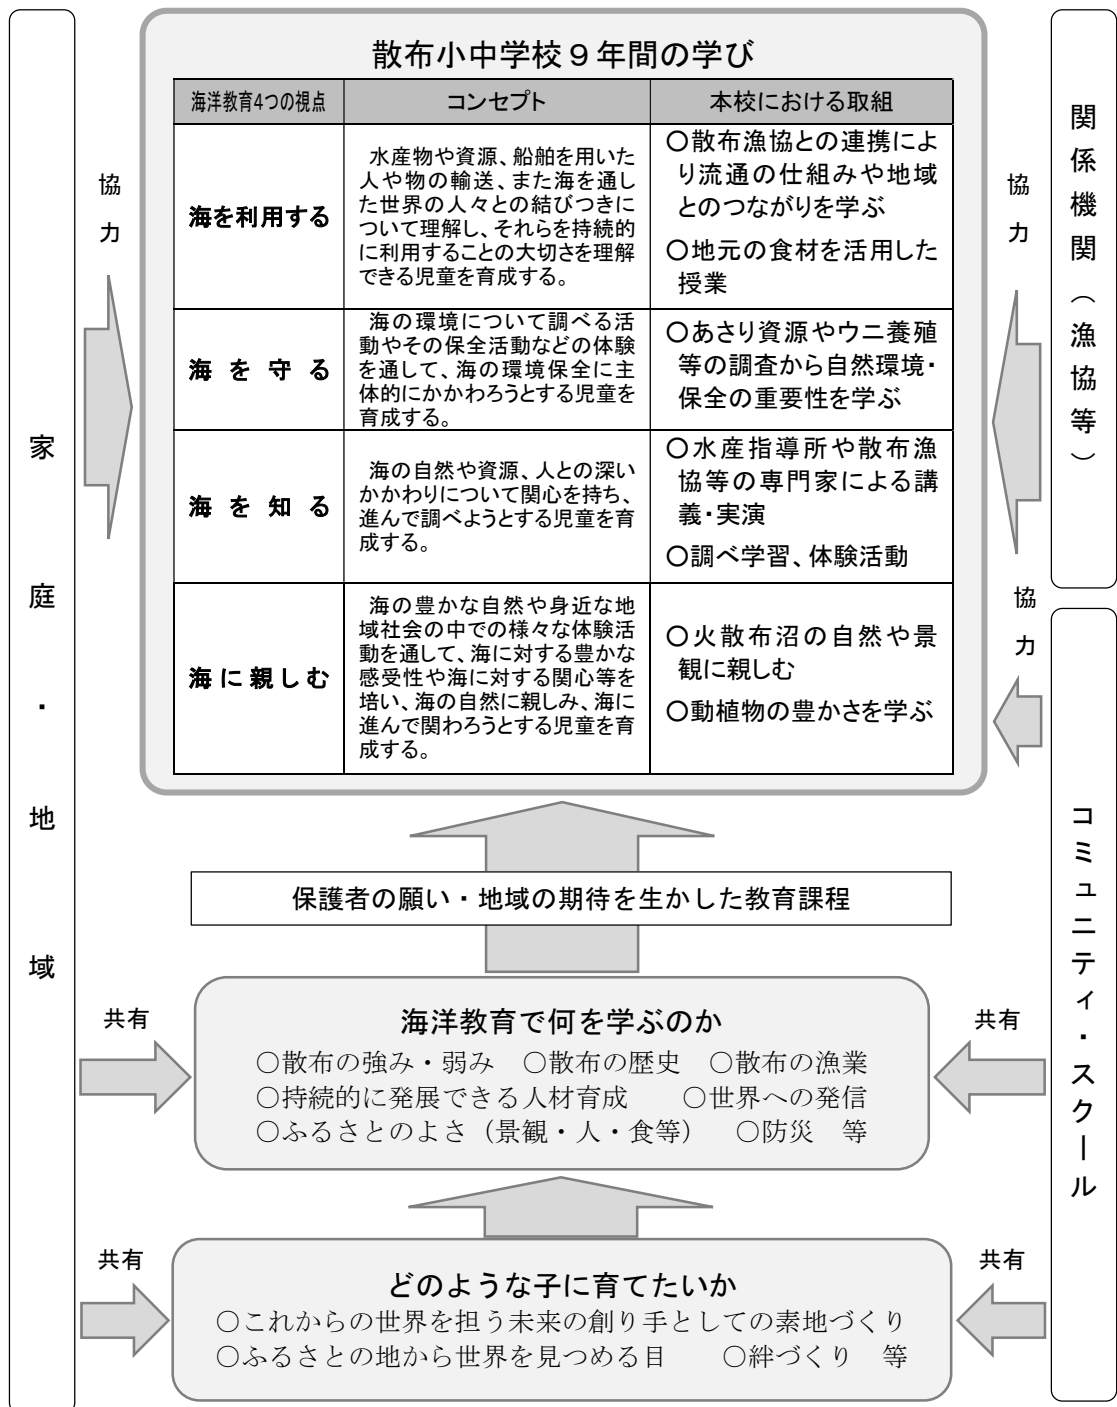 散布小中学校９年間の学び
海洋教育4つの視点
コンセプト
本校における取組
海を利用する
水産物や資源、船舶を用いた
人や物の輸送、また海を通し
た世界の人々との結びつきに
ついて理解し、それらを持続的
に利用することの大切さを理解
できる児童を育成する。
〇散布漁協との連携によ
り流通の仕組みや地域
とのつながりを学ぶ
〇地元の食材を活用した
授業
海を守る
海の環境について調べる活
動やその保全活動などの体験
を通して、海の環境保全に主
体的にかかわろうとする児童を
育成する。
〇あさり資源やウニ養殖
等の調査から自然環境・
保全の重要性を学ぶ
海を知る
海の自然や資源、人との深い
かかわりについて関心を持ち、
進んで調べようとする児童を育
成する。
〇水産指導所や散布漁
協等の専門家による講
義・実演
〇調べ学習、体験活動
海に親しむ
海の豊かな自然や身近な地
域社会の中での様々な体験活
動を通して、海に対する豊かな
感受性や海に対する関心等を
培い、海の自然に親しみ、海に
進んで関わろうとする児童を育
成する。
〇火散布沼の自然や景
観に親しむ
〇動植物の豊かさを学ぶ
協力
協力
協力
家庭・地域
関係機関（漁協等）
コミュニティ・スクール
保護者の願い・地域の期待を生かした教育課程
共有
共有
海洋教育で何を学ぶのか
〇散布の強み・弱み　〇散布の歴史　〇散布の漁業
〇持続的に発展できる人材育成　　〇世界への発信
〇ふるさとのよさ（景観・人・食等）　〇防災　等
共有
共有
どのような子に育てたいか
〇これからの世界を担う未来の創り手としての素地づくり
〇ふるさとの地から世界を見つめる目　　〇絆づくり　等